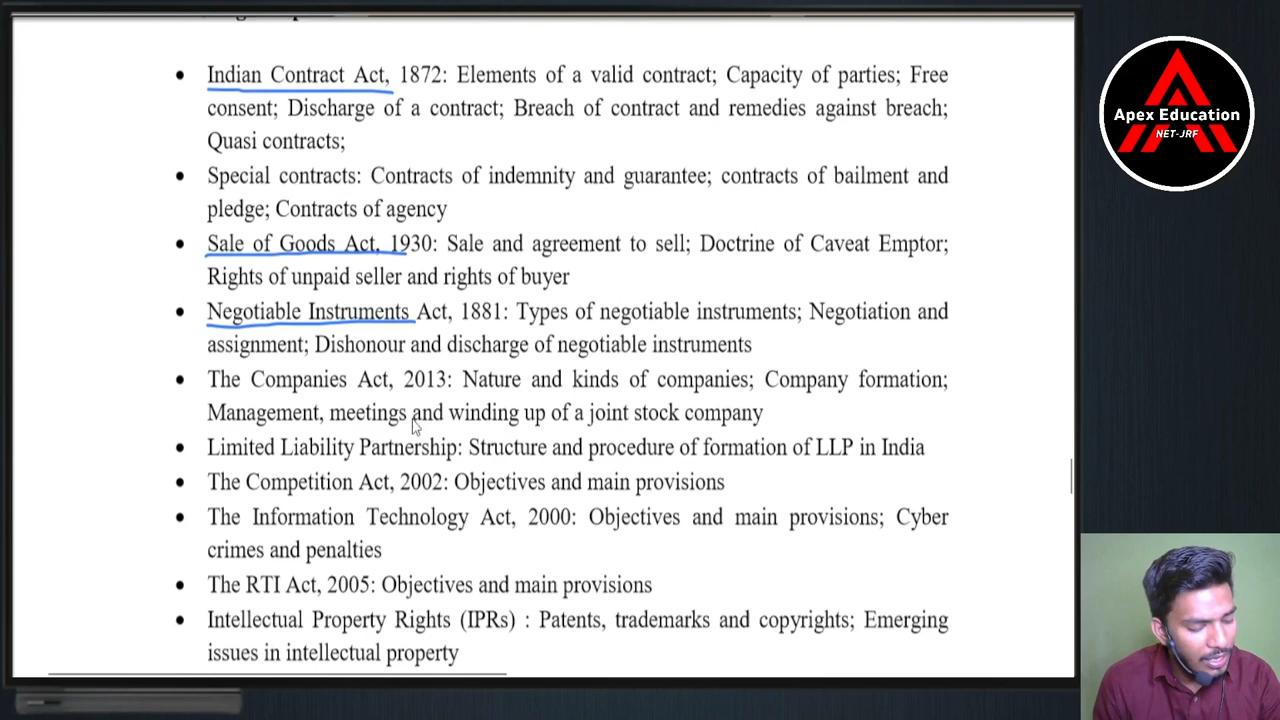 Indian Contract Act, 1872: Elements of a valid contract; Capacity of parties; Free
consent; Discharge of a contract; Breach of contract and remedies against breach;
Quasi contracts;
Special contracts: Contracts of indemnity and guarantee; contracts of bailment and
pledge; Contracts of agency
Sale of Goods Act, 1930: Sale and agreement to sell; Doctrine of Caveat Emptor;
Rights of unpaid seller and rights of buyer
Negotiable Instruments Act, 1881: Types of negotiable instruments; Negotiation and
assignment; Dishonour and discharge of negotiable instruments
The Companies Act, 2013: Nature and kinds of companies; Company formation;
Management, meetings and winding up of a joint stock company
Limited Liability Partnership: Structure and procedure of formation of LLP in India
The Competition Act, 2002: Objectives and main provisions
The Information Technology Act, 2000: Objectives and main provisions; Cyber
crimes and penalties
The RTI Act, 2005: Objectives and main provisions
Intellectual Property Rights (IPRs) : Patents, trademarks and copyrights; Emerging
issues in intellectual property
Apex Education
NET-JRF